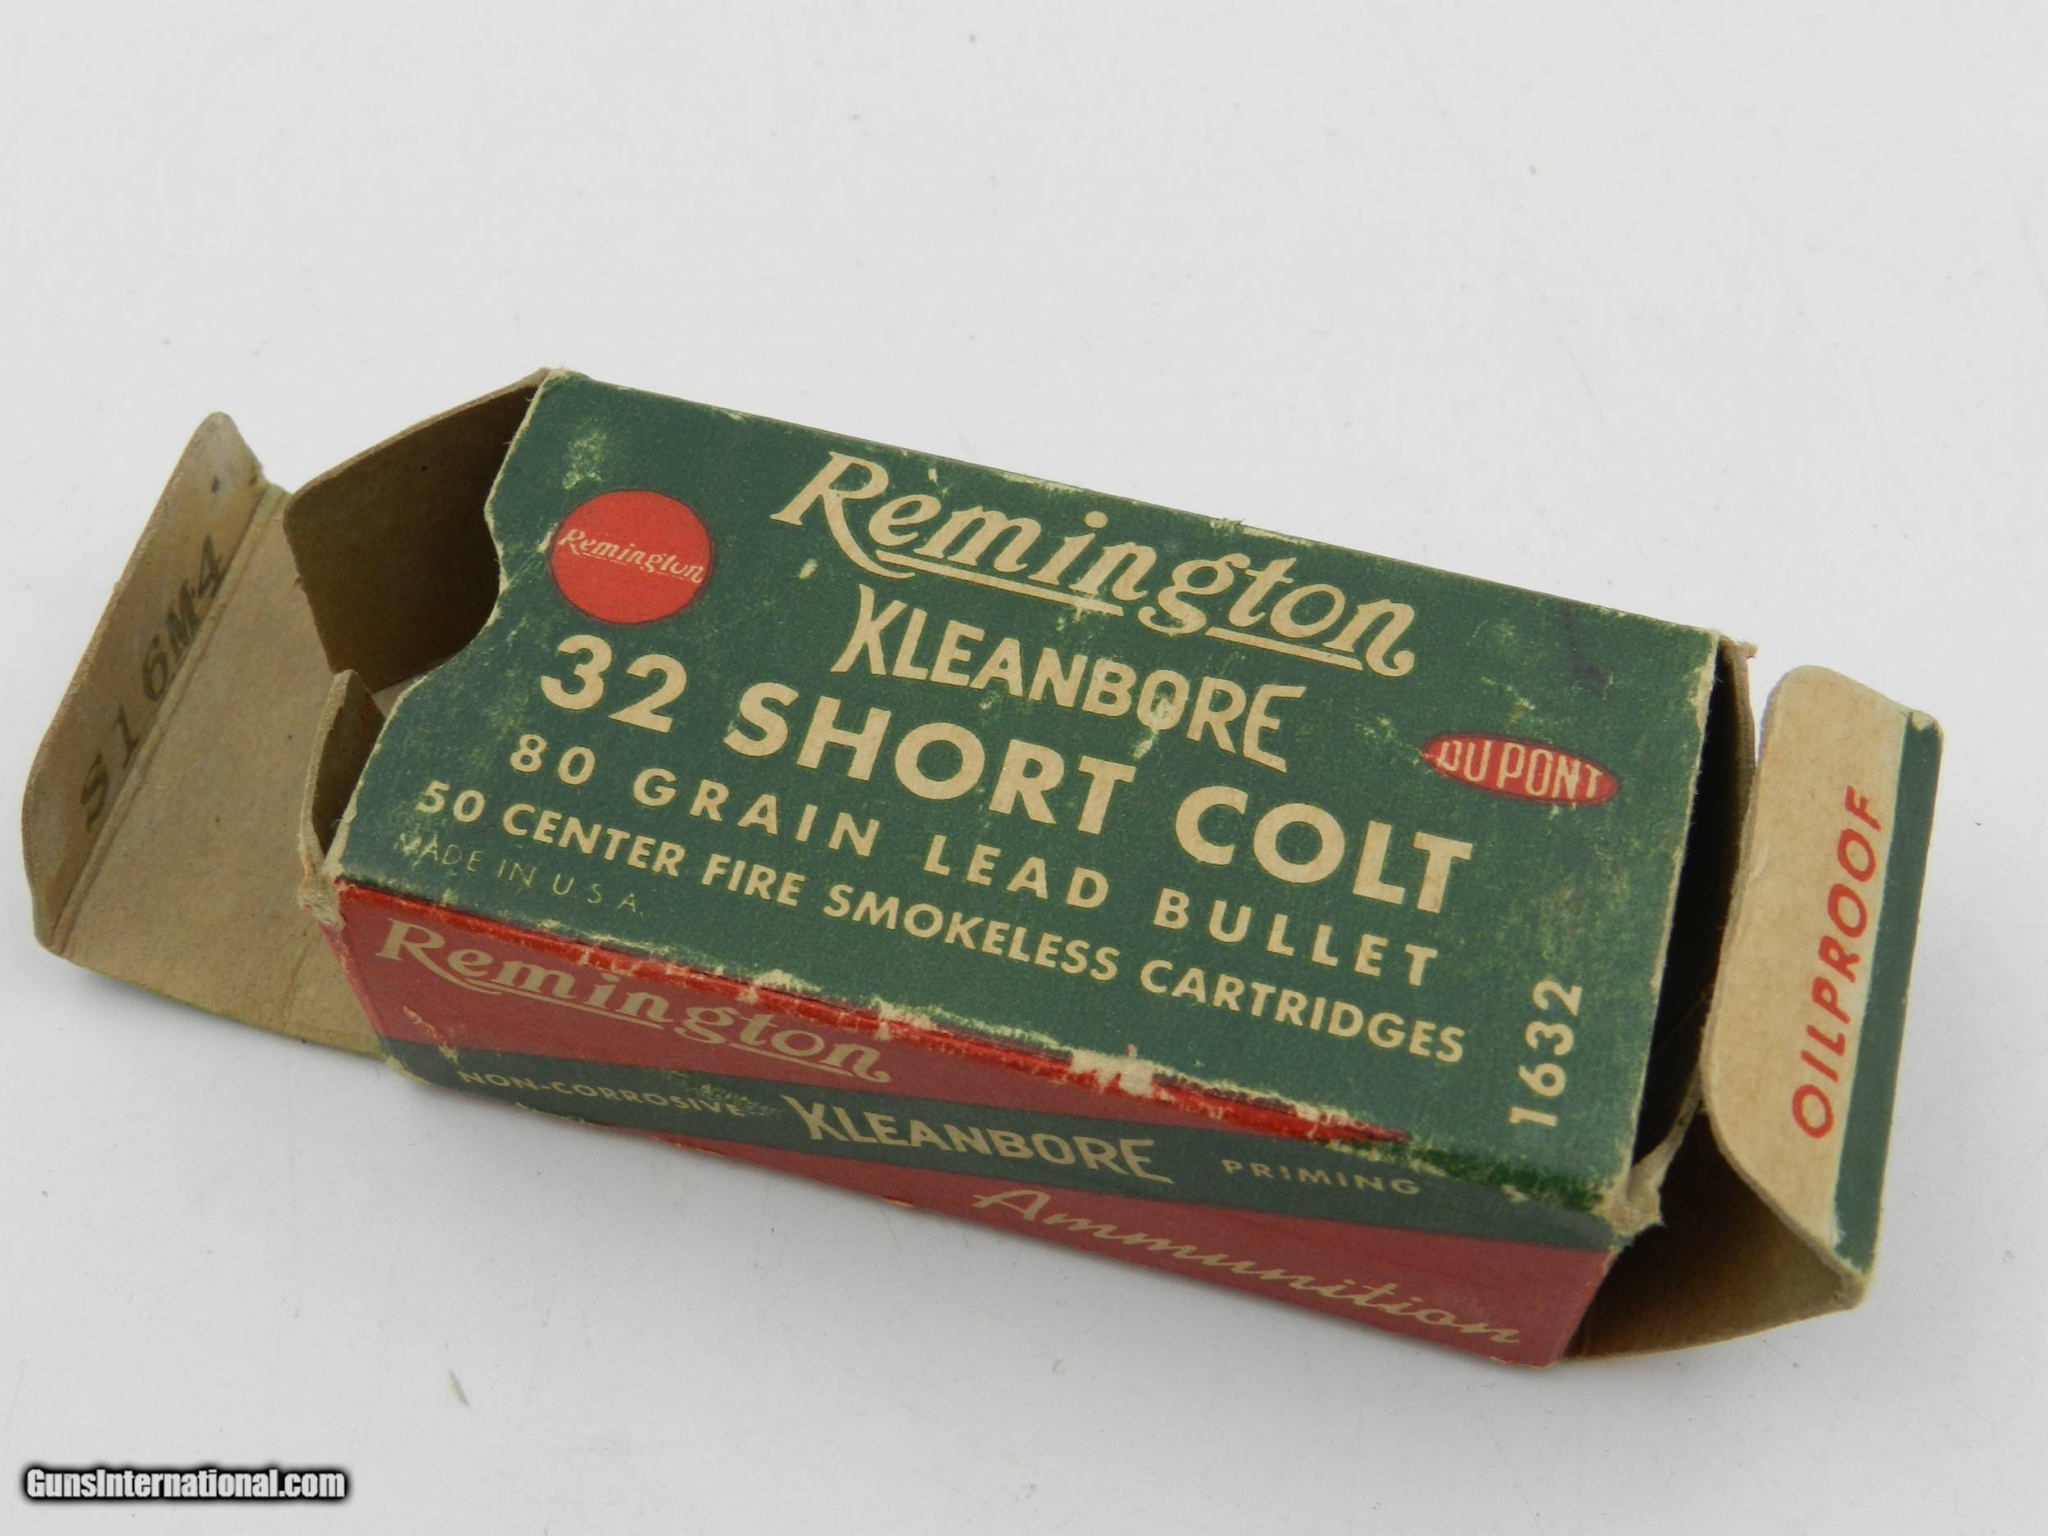 Remington
Remington
KLEANBORE
32 SHORT COLT
DU PONT
80 GRAIN LEAD BULLET
50 CENTER FIRE SMOKELESS CARTRIDGES
MADE IN U.S.A.
1632
Remington
NON-CORROSIVE KLEANBORE PRIMING
Ammunition
OILPROOF
S16M4
GunsInternational.com